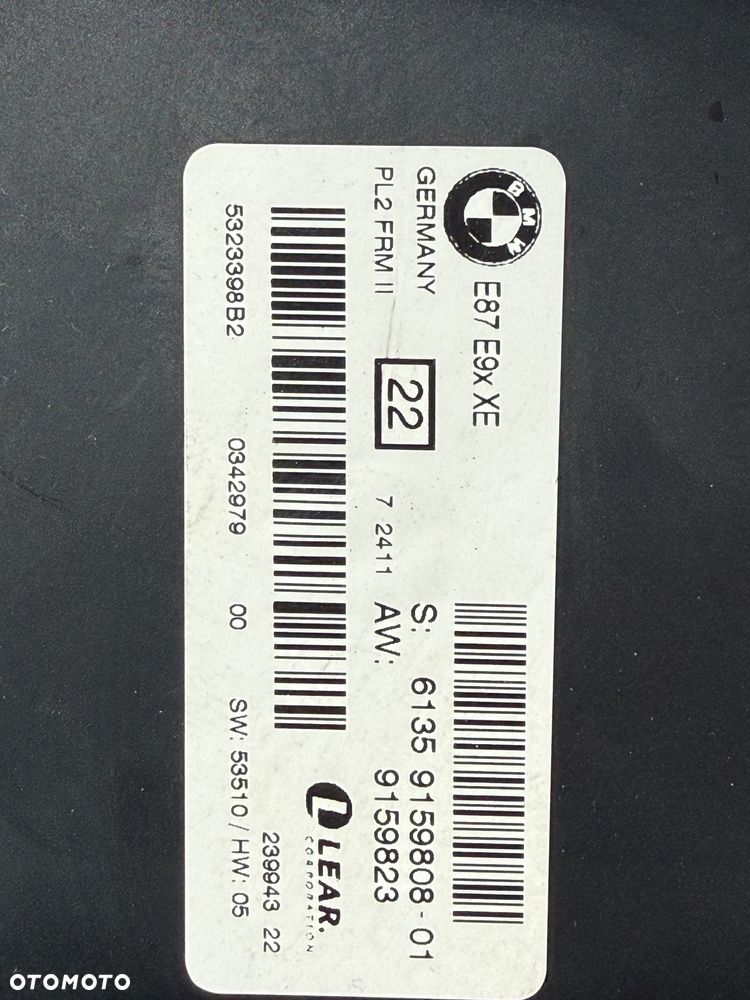 BMW
E87 E9x XE
GERMANY
PL2 FRM II
22
7 2411
S: 6135 9159808-01
AW: 9159823
LEAR.
CORPORATION
239943 22
5323398B2 0342979 00 SW: 53510 / HW: 05
OTOMOTO